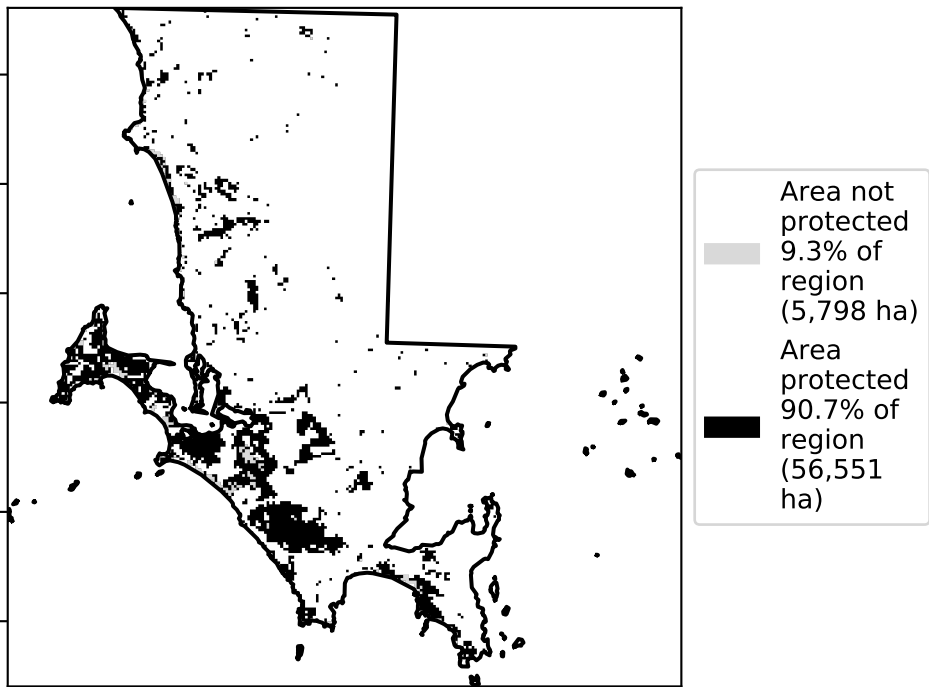 Area not
protected
9.3% of
region
(5,798 ha)
Area
protected
90.7% of
region
(56,551
ha)